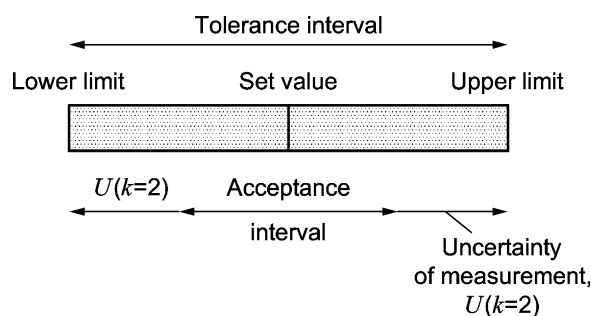 Tolerance interval
Lower limit
Set value
Upper limit
U(k=2)
Acceptance
interval
Uncertainty
of measurement,
U(k=2)